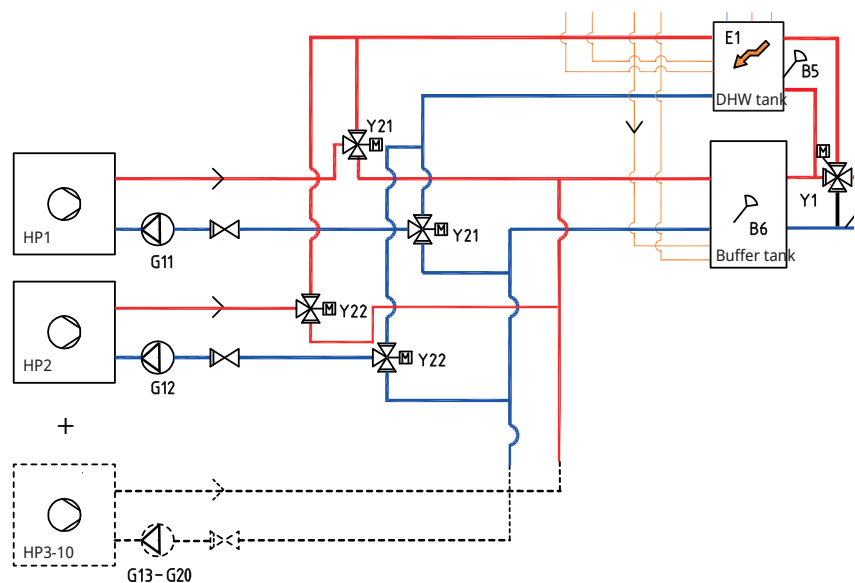 E1
B5
DHW tank
Y21
M
M
HP1
G11
M
Y21
Y1
B6
Buffer tank
HP2
M
Y22
G12
M
Y22
+
HP3-10
G13-G20